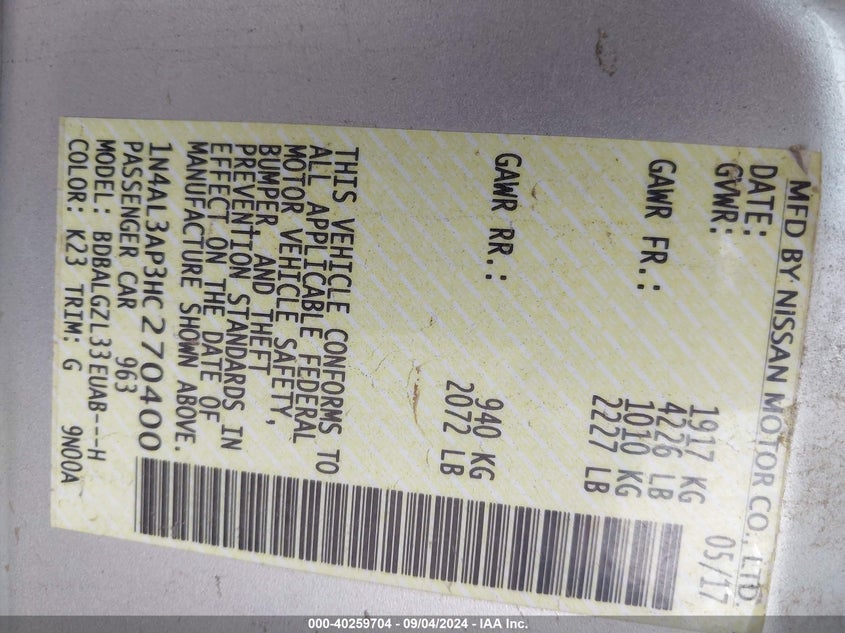 MFD BY NISSAN MOTOR CO., LTD.
DATE: 05/17
GVWR: 1917 KG
4226 LB
GAWR FR.: 1010 KG
2227 LB
GAWR RR.: 940 KG
2072 LB
THIS VEHICLE CONFORMS TO
ALL APPLICABLE FEDERAL
MOTOR VEHICLE SAFETY,
BUMPER, AND THEFT
PREVENTION STANDARDS IN
EFFECT ON THE DATE OF
MANUFACTURE SHOWN ABOVE.
1N4AL3AP3HC270400
PASSENGER CAR 963
MODEL: BDBALGZL33EUAB---H
COLOR: K23 TRIM: G 9N00A
000-40259704 - 09/04/2024 - IAA Inc.